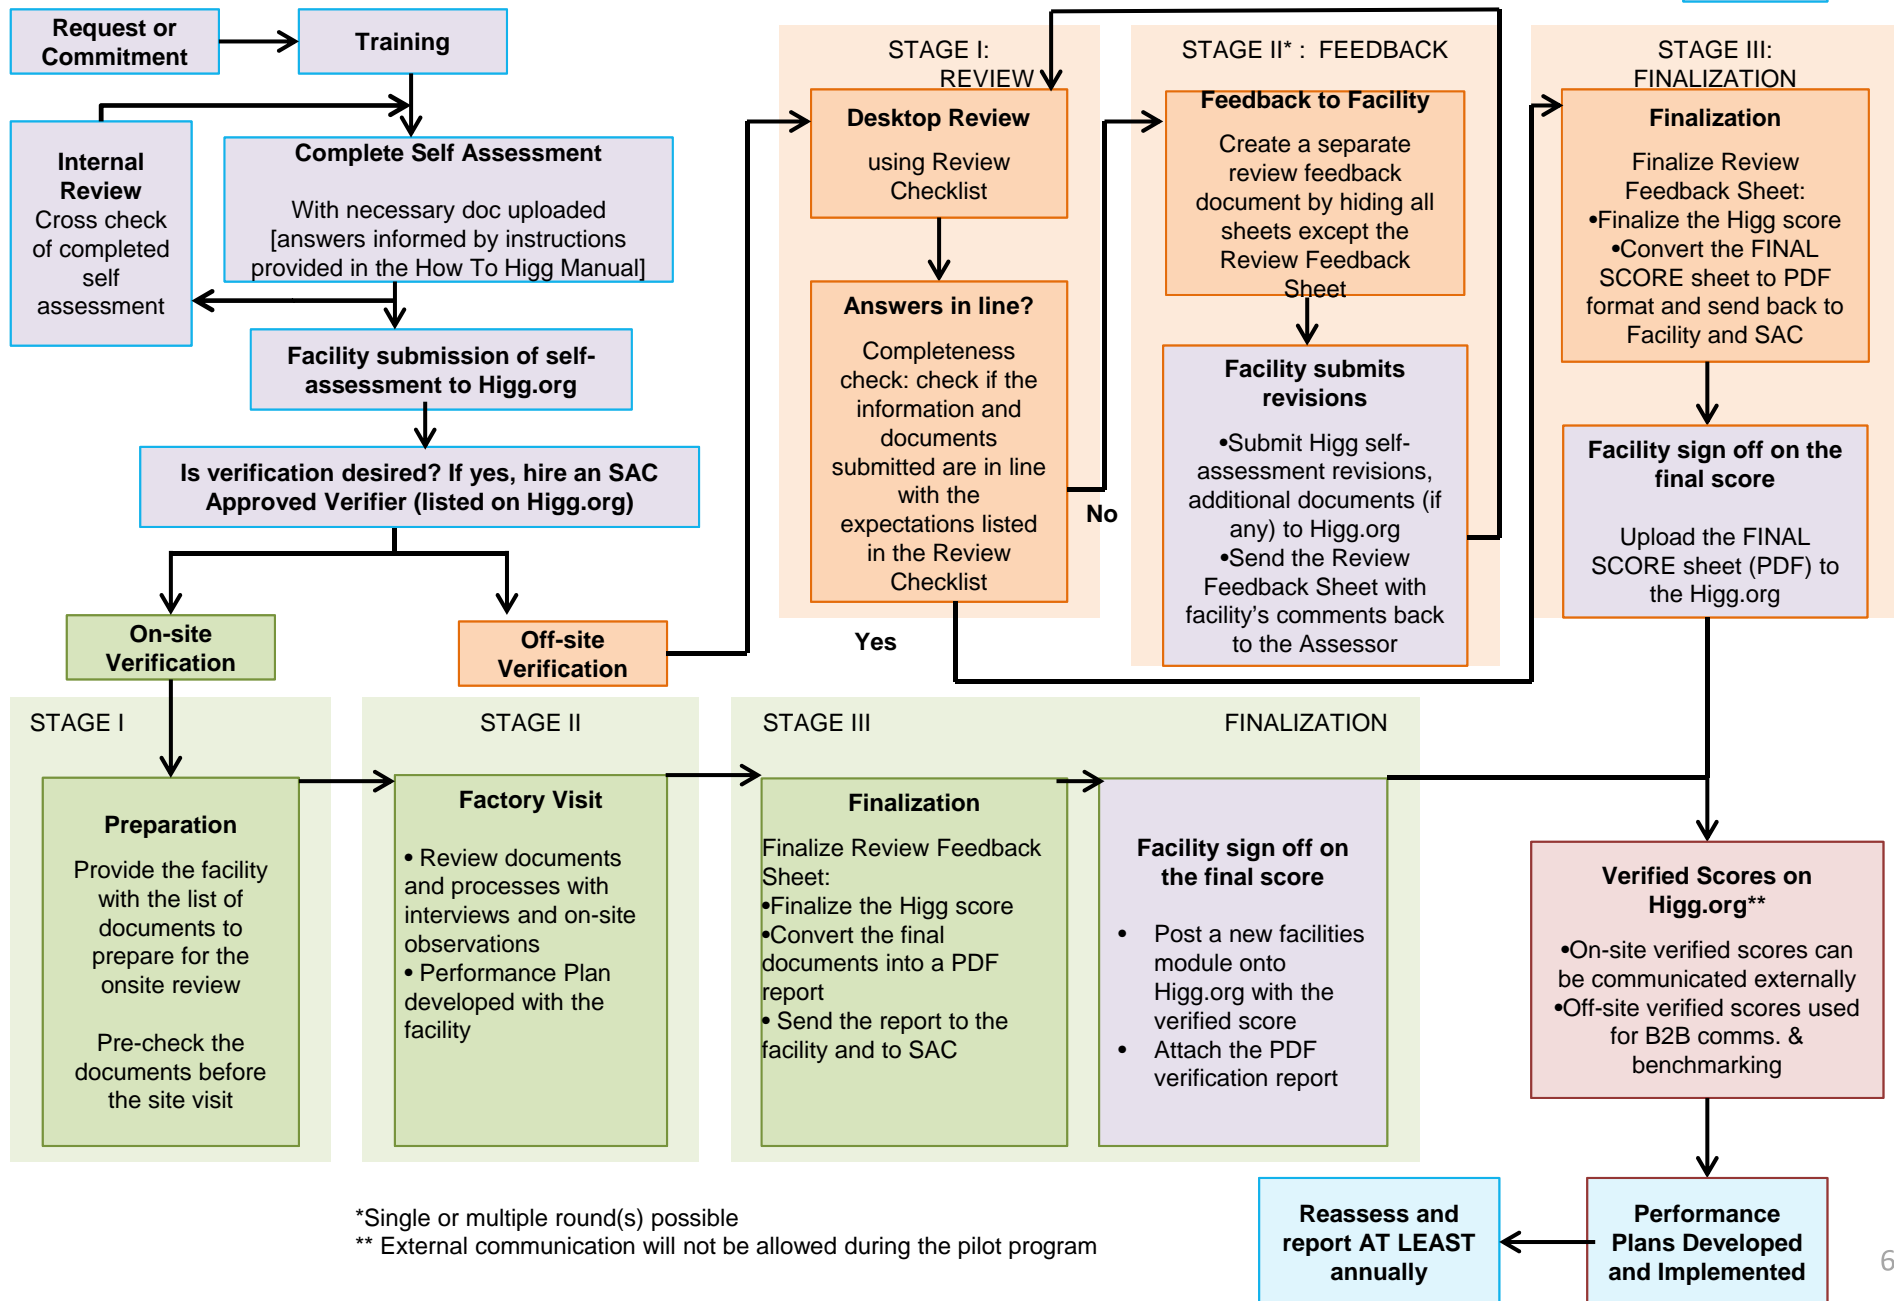 Request or
Commitment
Training
Internal
Review
Cross check
of completed
self
assessment
Complete Self Assessment
With necessary doc uploaded
[answers informed by instructions
provided in the How To Higg Manual]
Facility submission of self-
assessment to Higg.org
Is verification desired? If yes, hire an SAC
Approved Verifier (listed on Higg.org)
On-site
Verification
Off-site
Verification
STAGE I:
REVIEW
Desktop Review
using Review
Checklist
Answers in line?
Completeness
check: check if the
information and
documents
submitted are in line
with the
expectations listed
in the Review
Checklist
No
Yes
STAGE II* : FEEDBACK
Feedback to Facility
Create a separate
review feedback
document by hiding all
sheets except the
Review Feedback
Sheet
Facility submits
revisions
•Submit Higg self-
assessment revisions,
additional documents (if
any) to Higg.org
•Send the Review
Feedback Sheet with
facility's comments back
to the Assessor
STAGE III:
FINALIZATION
Finalization
Finalize Review
Feedback Sheet:
•Finalize the Higg score
•Convert the FINAL
SCORE sheet to PDF
format and send back to
Facility and SAC
Facility sign off on the
final score
Upload the FINAL
SCORE sheet (PDF) to
the Higg.org
STAGE I
Preparation
Provide the facility
with the list of
documents to
prepare for the
onsite review
Pre-check the
documents before
the site visit
STAGE II
Factory Visit
• Review documents
and processes with
interviews and on-site
observations
• Performance Plan
developed with the
facility
STAGE III
FINALIZATION
Finalization
Finalize Review Feedback
Sheet:
•Finalize the Higg score
•Convert the final
documents into a PDF
report
• Send the report to the
facility and to SAC
Facility sign off on
the final score
• Post a new facilities
module onto
Higg.org with the
verified score
• Attach the PDF
verification report
Verified Scores on
Higg.org**
•On-site verified scores can
be communicated externally
•Off-site verified scores used
for B2B comms. &
benchmarking
Performance
Plans Developed
and Implemented
Reassess and
report AT LEAST
annually
*Single or multiple round(s) possible
** External communication will not be allowed during the pilot program
6